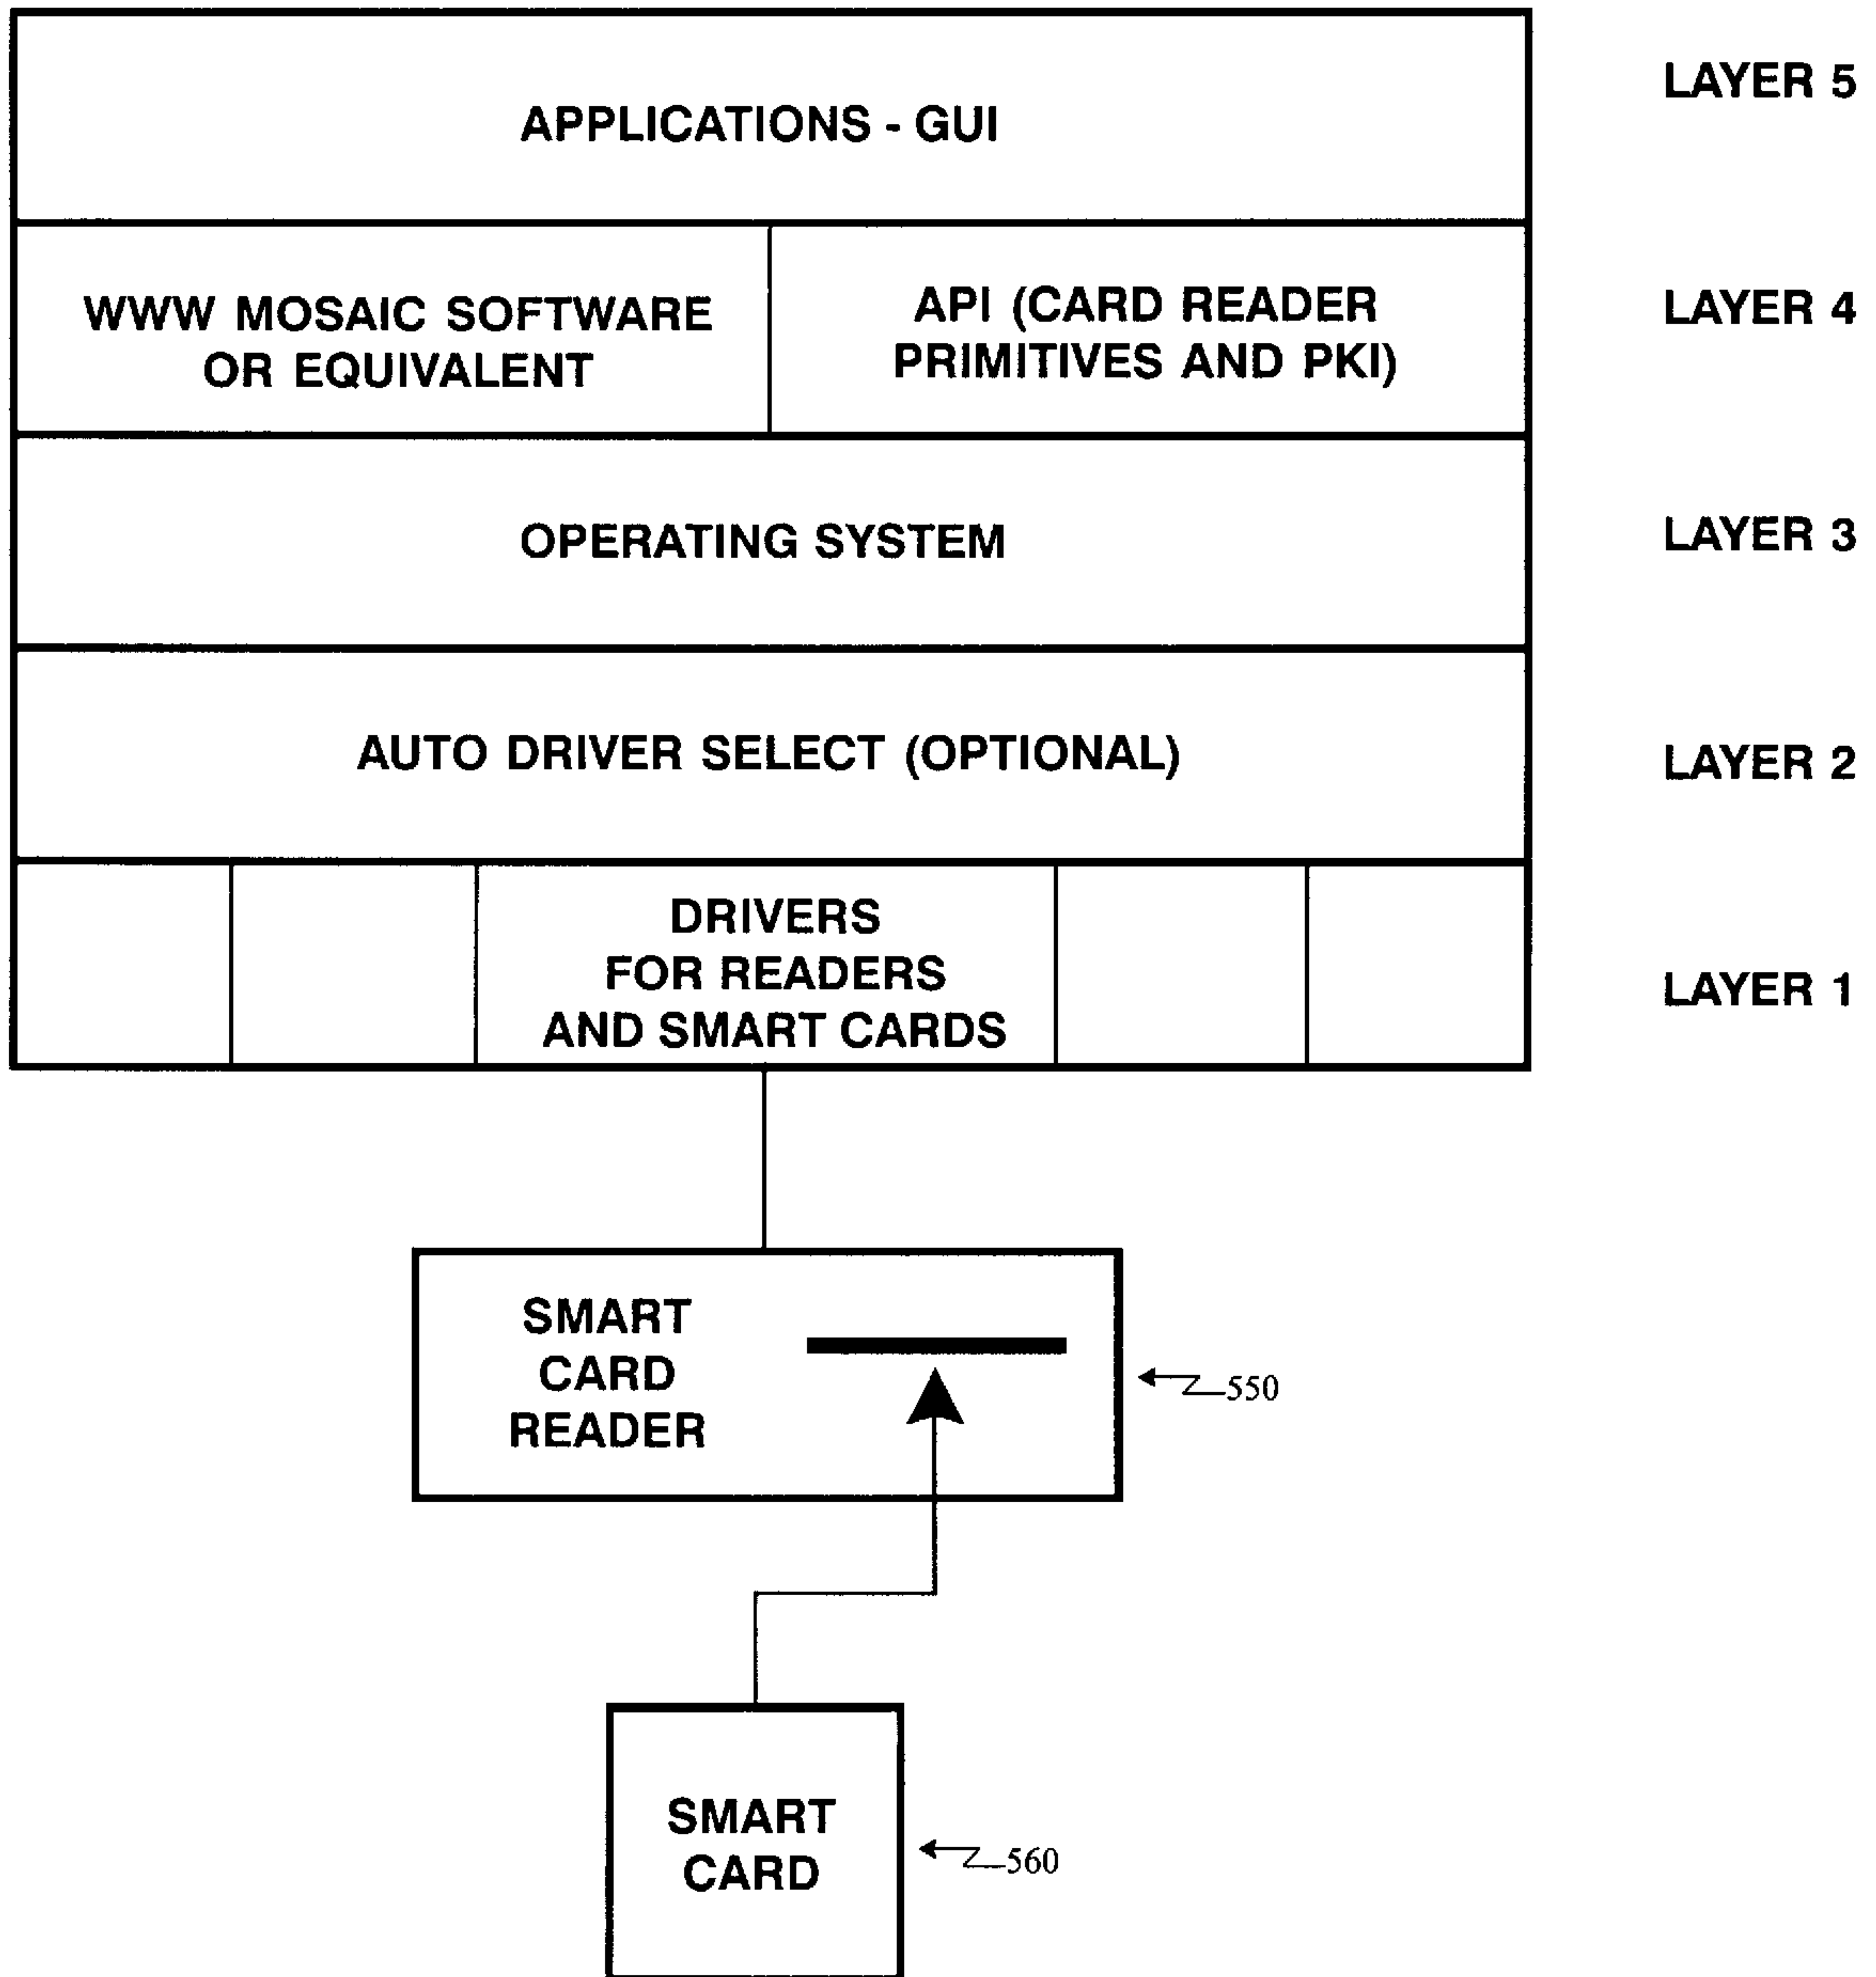 APPLICATIONS - GUI
LAYER 5
WWW MOSAIC SOFTWARE
OR EQUIVALENT
API (CARD READER
PRIMITIVES AND PKI)
LAYER 4
OPERATING SYSTEM
LAYER 3
AUTO DRIVER SELECT (OPTIONAL)
LAYER 2
DRIVERS
FOR READERS
AND SMART CARDS
LAYER 1
SMART
CARD
READER
550
SMART
CARD
560